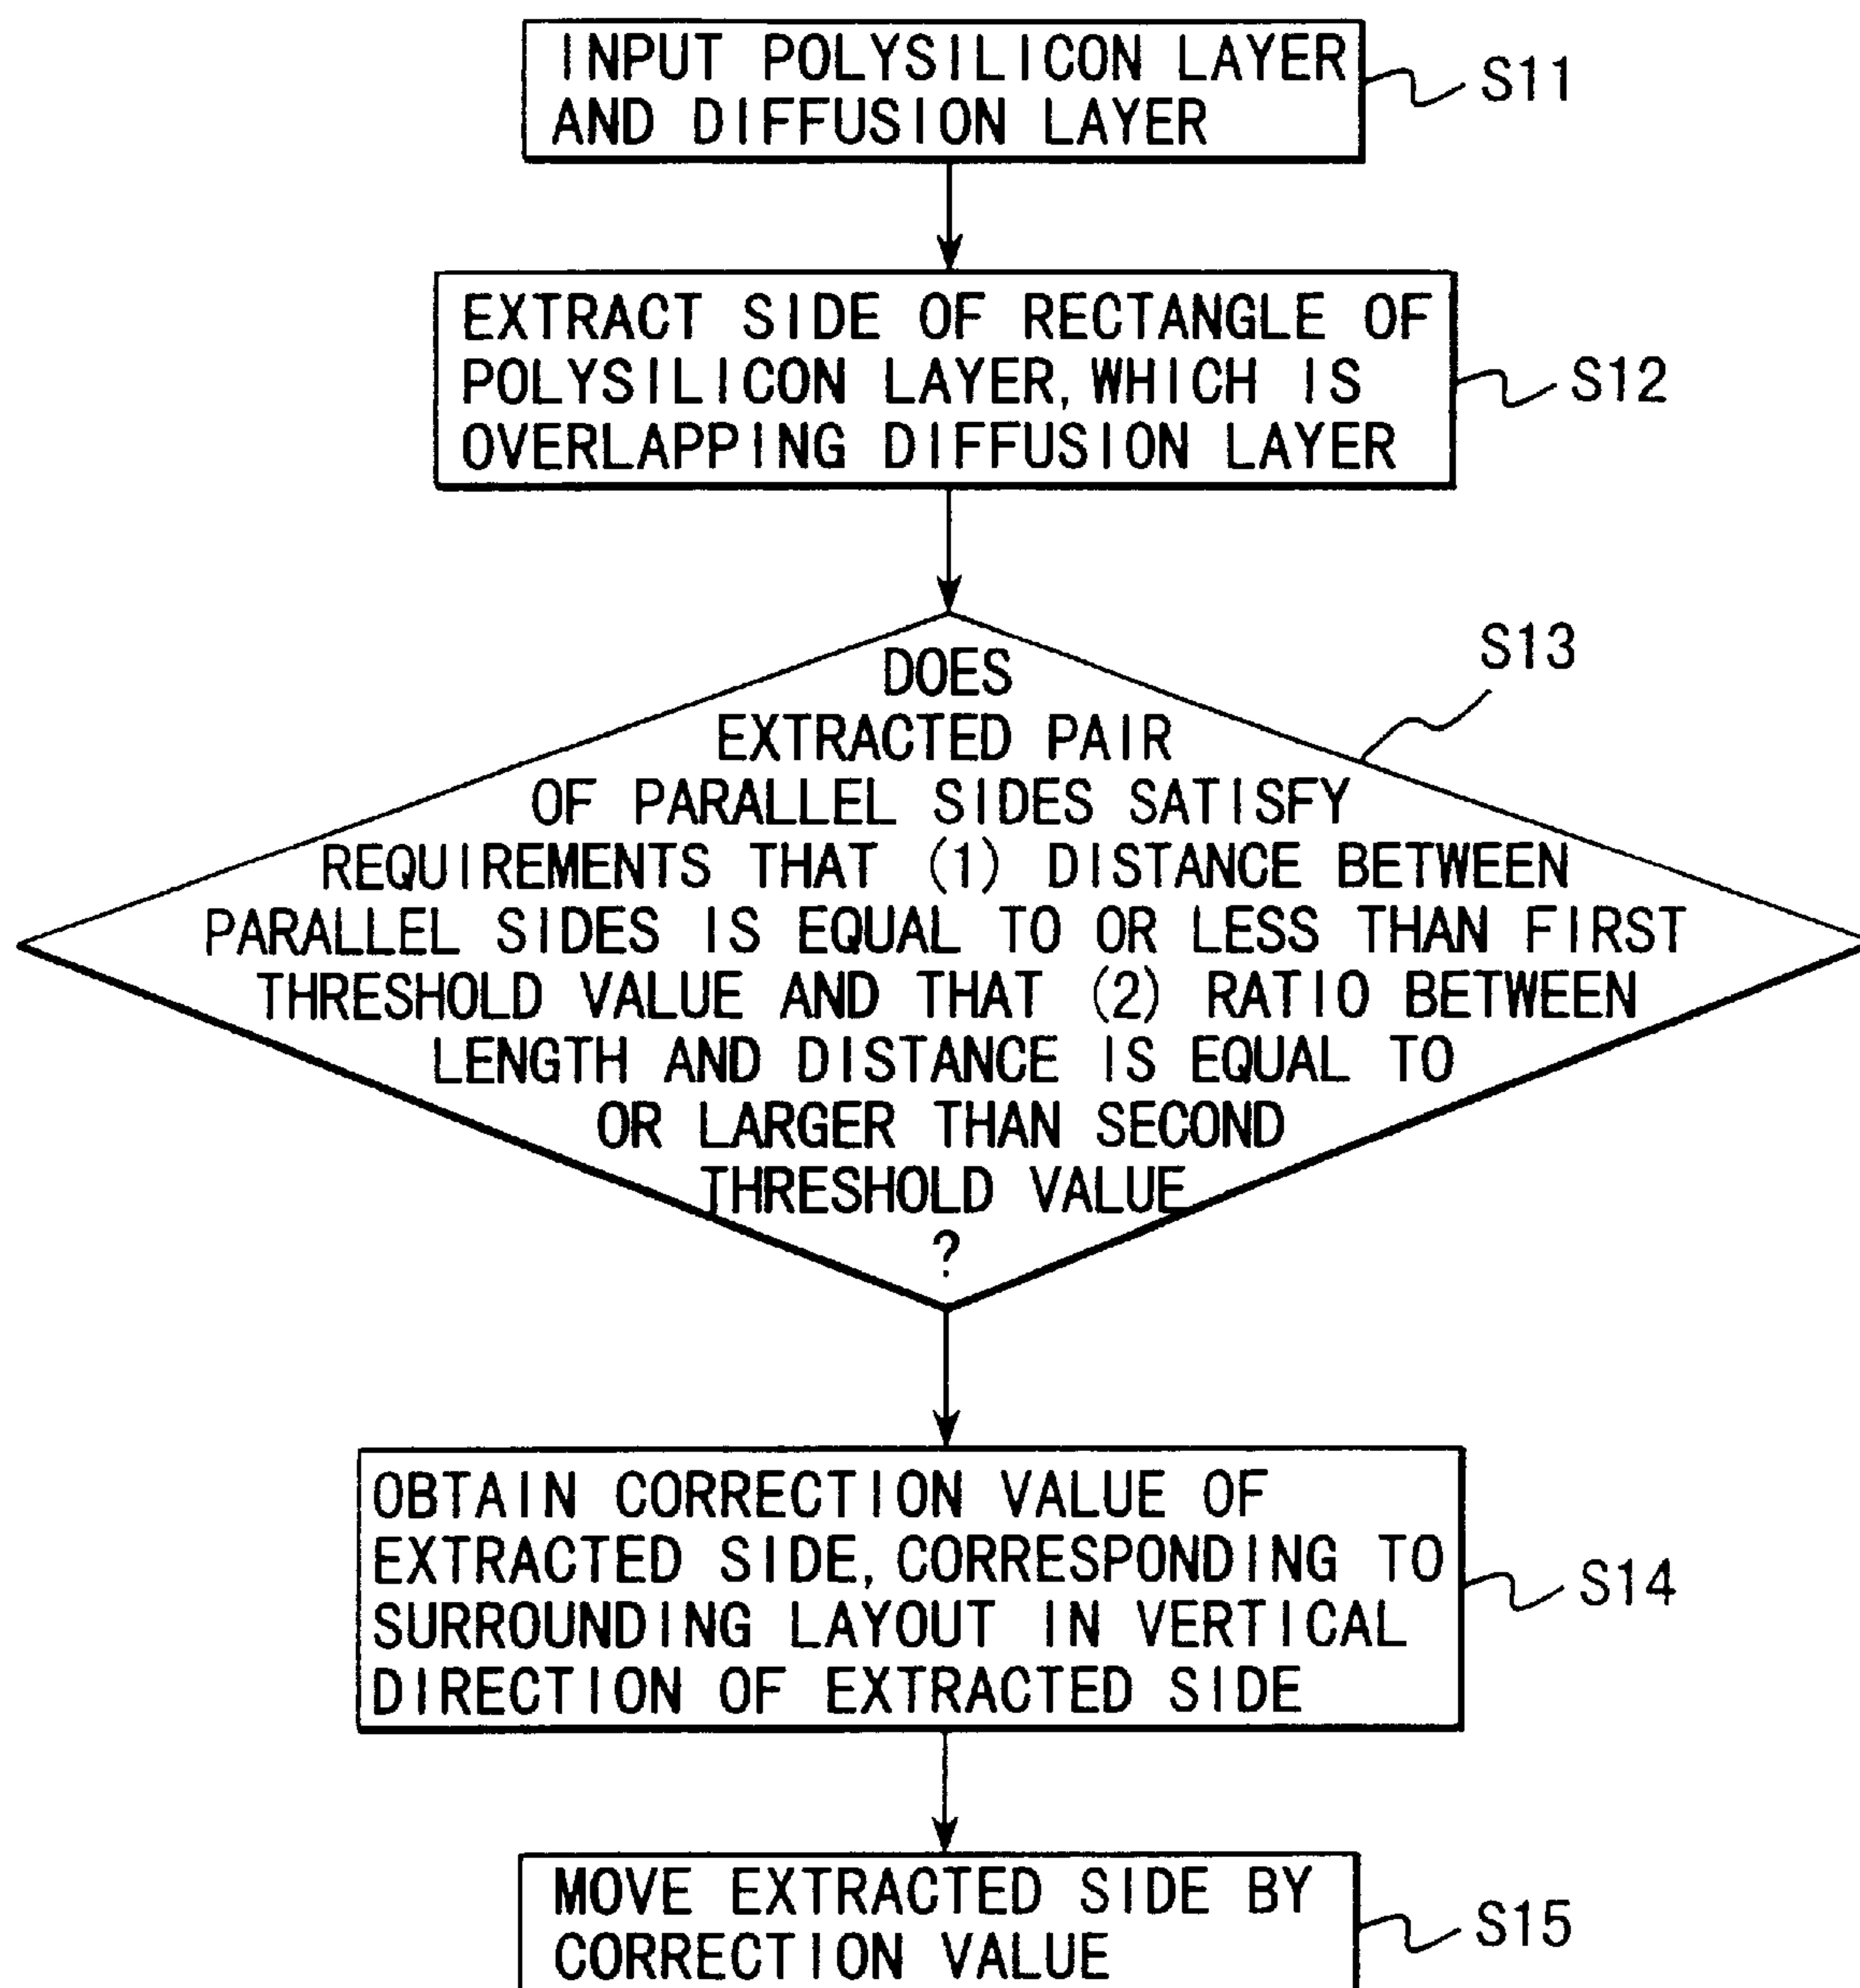 INPUT POLYSILICON LAYER
AND DIFFUSION LAYER
S11
EXTRACT SIDE OF RECTANGLE OF
POLYSILICON LAYER, WHICH IS
OVERLAPPING DIFFUSION LAYER
S12
S13
DOES
EXTRACTED PAIR
OF PARALLEL SIDES SATISFY
REQUIREMENTS THAT (1) DISTANCE BETWEEN
PARALLEL SIDES IS EQUAL TO OR LESS THAN FIRST
THRESHOLD VALUE AND THAT (2) RATIO BETWEEN
LENGTH AND DISTANCE IS EQUAL TO
OR LARGER THAN SECOND
THRESHOLD VALUE
?
OBTAIN CORRECTION VALUE OF
EXTRACTED SIDE, CORRESPONDING TO
SURROUNDING LAYOUT IN VERTICAL
DIRECTION OF EXTRACTED SIDE
S14
MOVE EXTRACTED SIDE BY
CORRECTION VALUE
S15